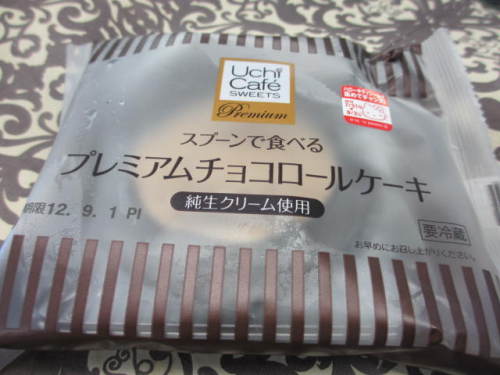 Uchi
Café
SWEETS
Premium
スプーンで食べる
プレミアムチョコロールケーキ
純生クリーム使用
期限12. 9. 1 PI
要冷蔵
お早めにお召し上がりください。